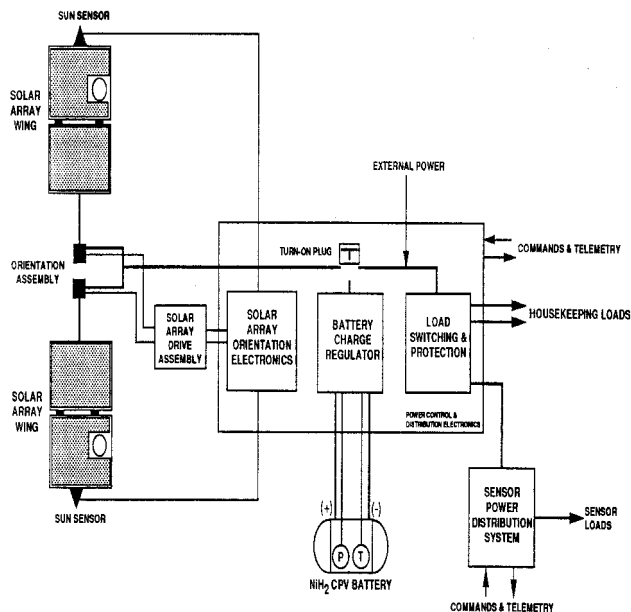 SUN SENSOR
SOLAR
ARRAY
WING
EXTERNAL POWER
TURN-ON PLUG
T
COMMANDS & TELEMETRY
ORIENTATION
ASSEMBLY
SOLAR
ARRAY
DRIVE
ASSEMBLY
SOLAR
ARRAY
ORIENTATION
ELECTRONICS
BATTERY
CHARGE
REGULATOR
LOAD
SWITCHING &
PROTECTION
HOUSEKEEPING LOADS
POWER CONTROL &
DISTRIBUTION ELECTRONICS
SOLAR
ARRAY
WING
SUN SENSOR
(+)
(-)
P
T
NiH2 CPV BATTERY
SENSOR
POWER
DISTRIBUTION
SYSTEM
SENSOR
LOADS
COMMANDS & TELEMETRY